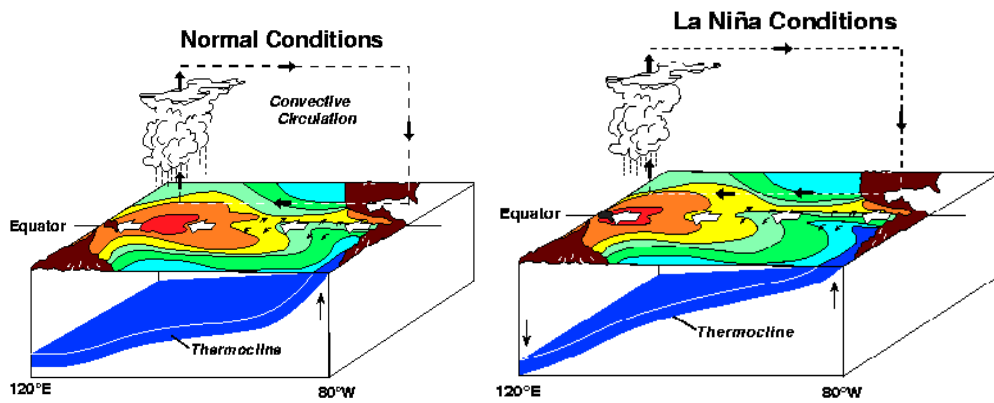 Normal Conditions
Convective
Circulation
Equator
Thermocline
120°E
80°W
La Niña Conditions
Equator
Thermocline
120°E
80°W